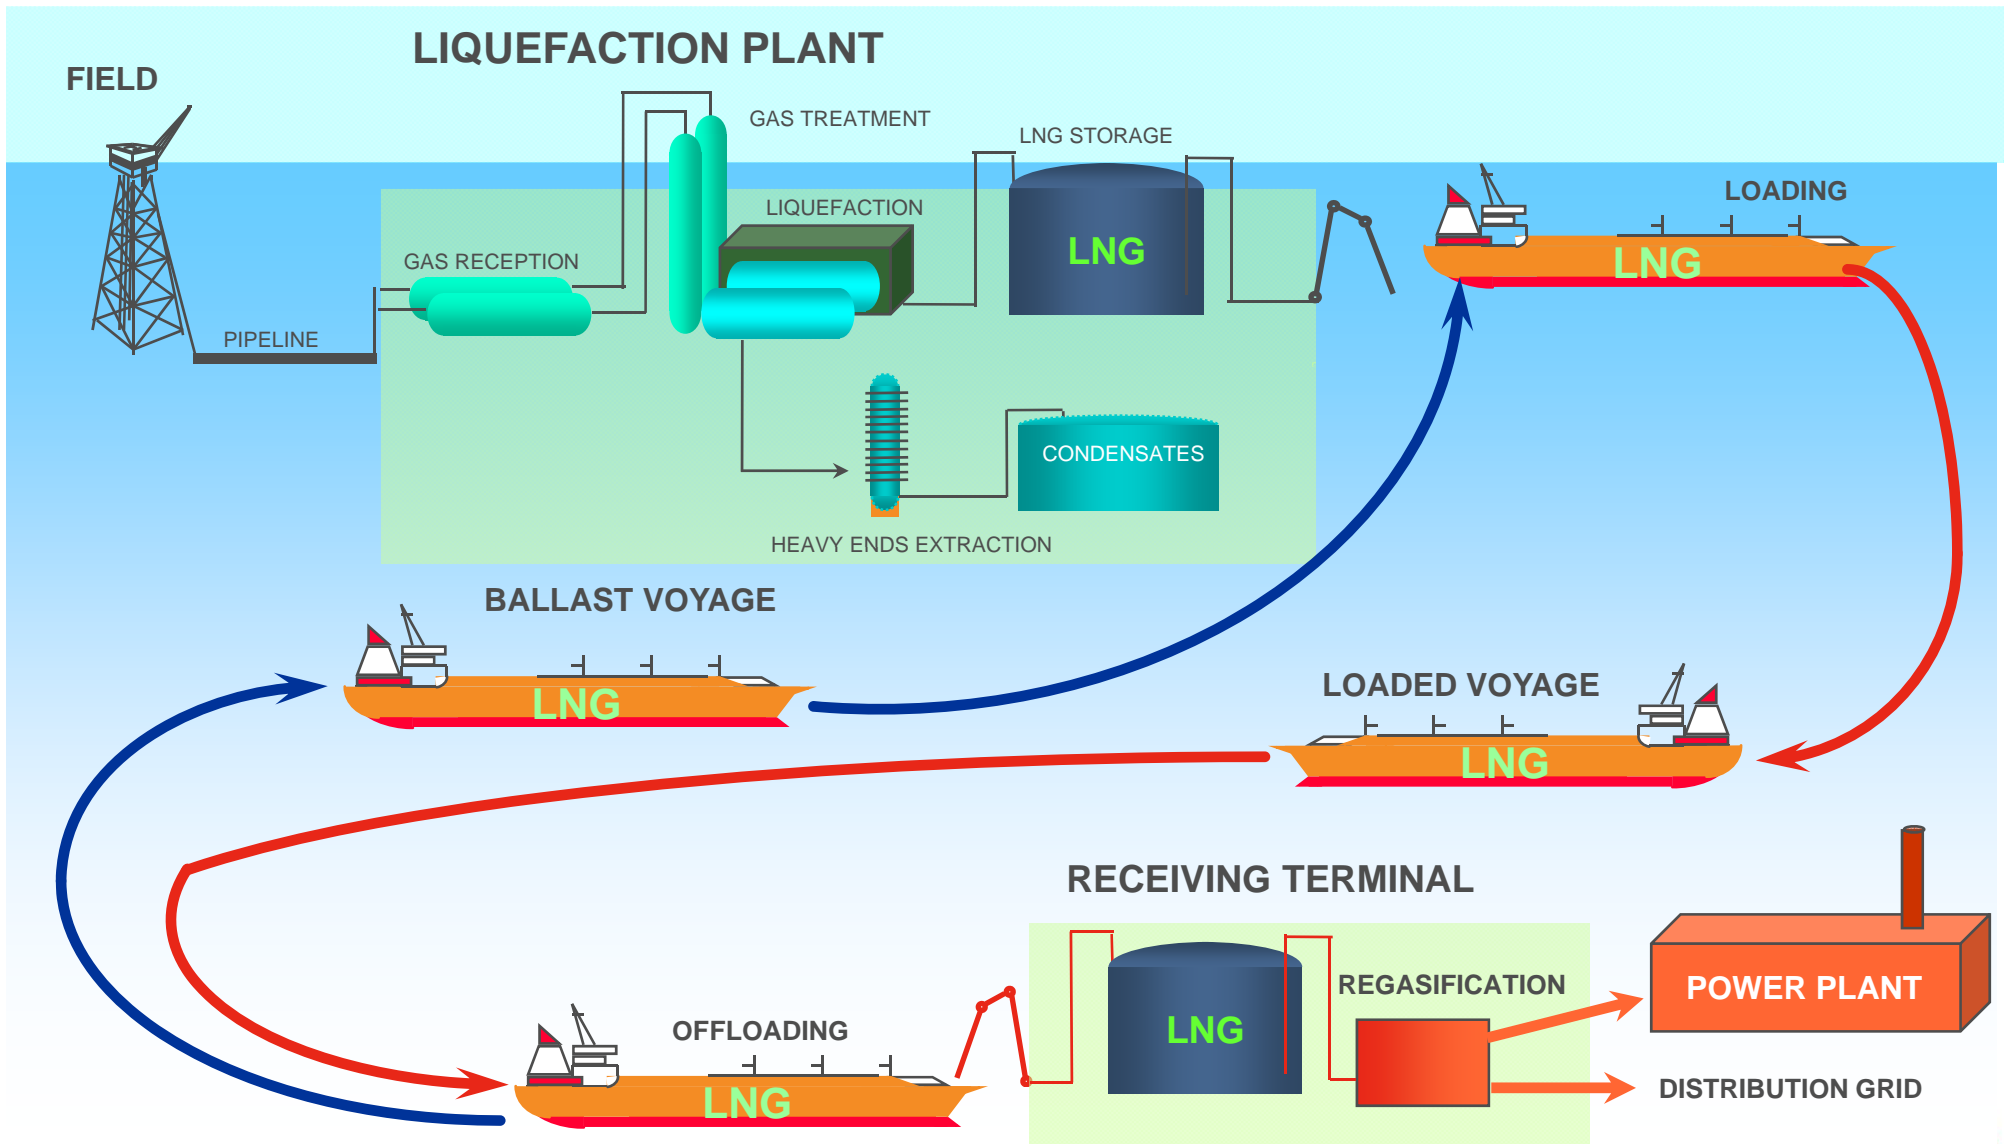 LIQUEFACTION PLANT
FIELD
GAS TREATMENT
LNG STORAGE
LOADING
LIQUEFACTION
LNG
LNG
GAS RECEPTION
PIPELINE
CONDENSATES
HEAVY ENDS EXTRACTION
BALLAST VOYAGE
LNG
LOADED VOYAGE
LNG
RECEIVING TERMINAL
REGASIFICATION
POWER PLANT
OFFLOADING
LNG
LNG
DISTRIBUTION GRID